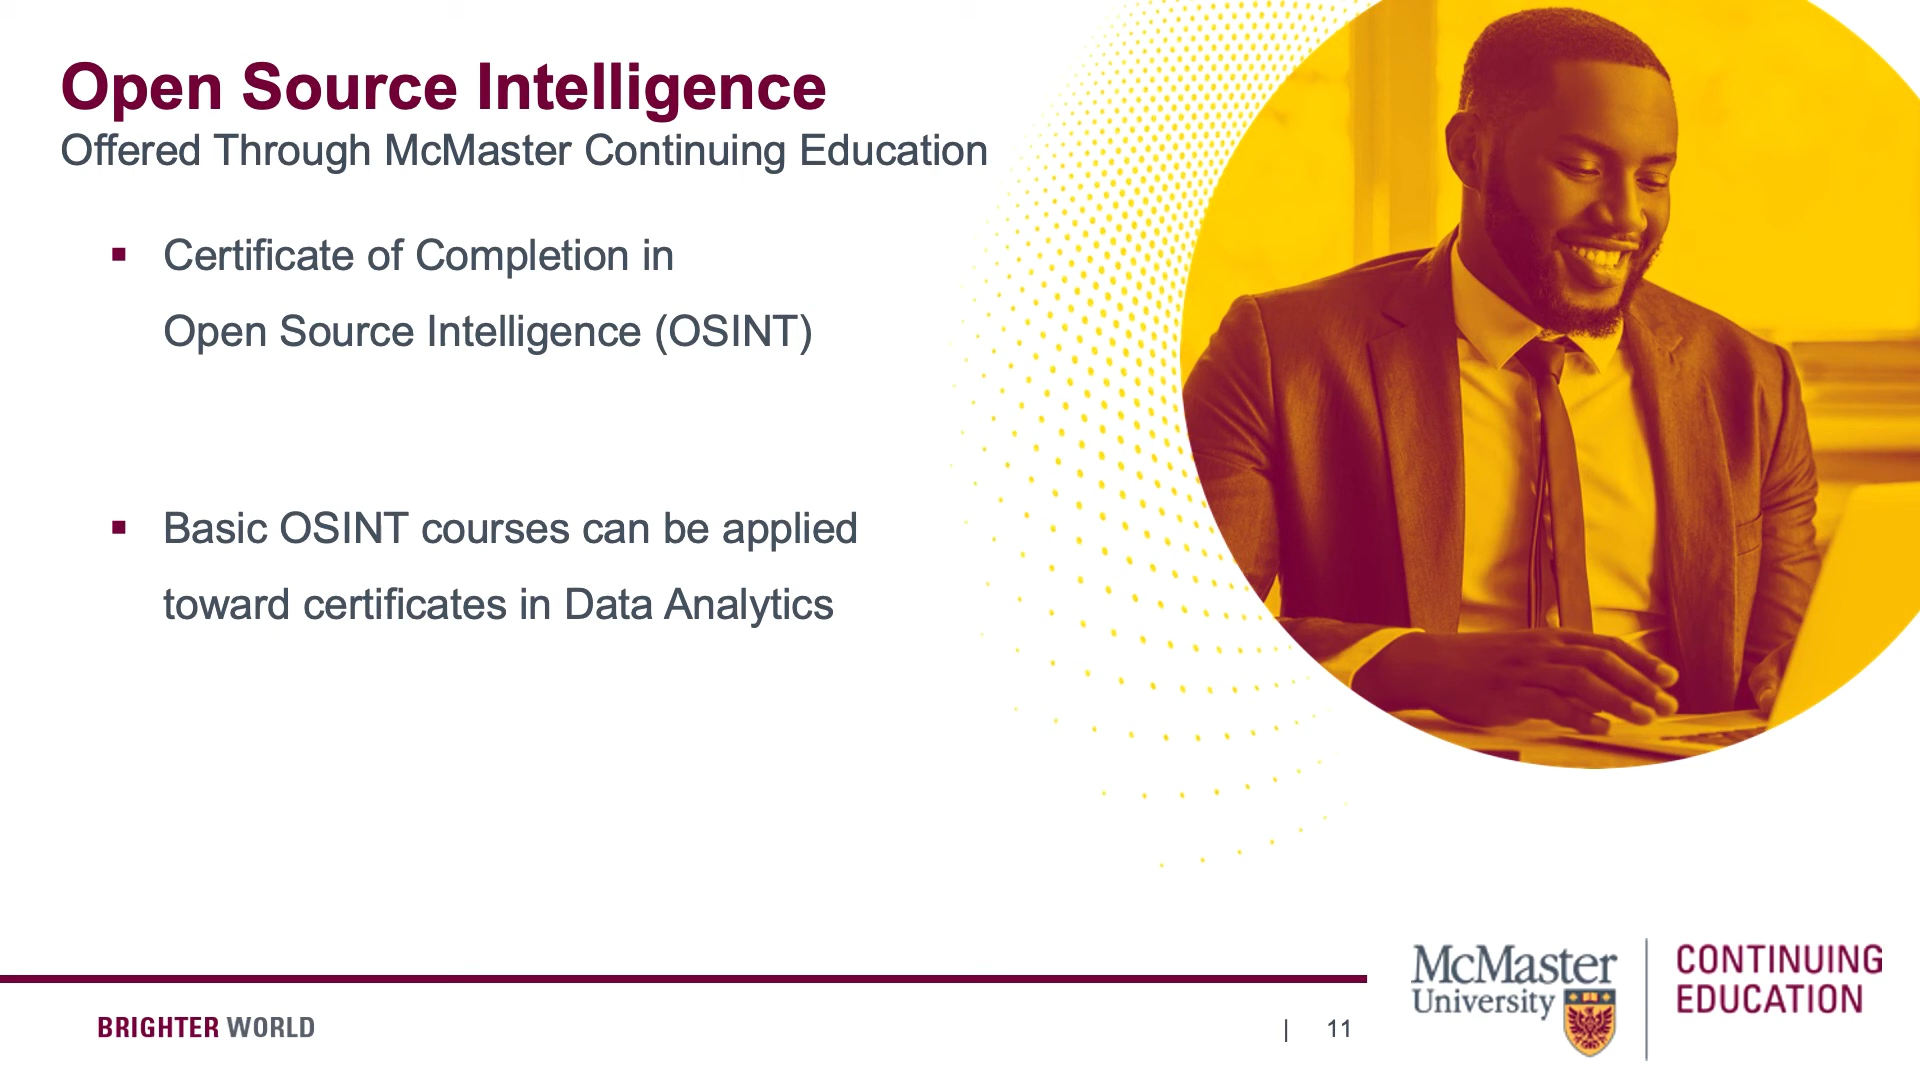 Open Source Intelligence
Offered Through McMaster Continuing Education
▪ Certificate of Completion in
Open Source Intelligence (OSINT)
▪ Basic OSINT courses can be applied
toward certificates in Data Analytics
BRIGHTER WORLD
| 11
McMaster
University
CONTINUING
EDUCATION